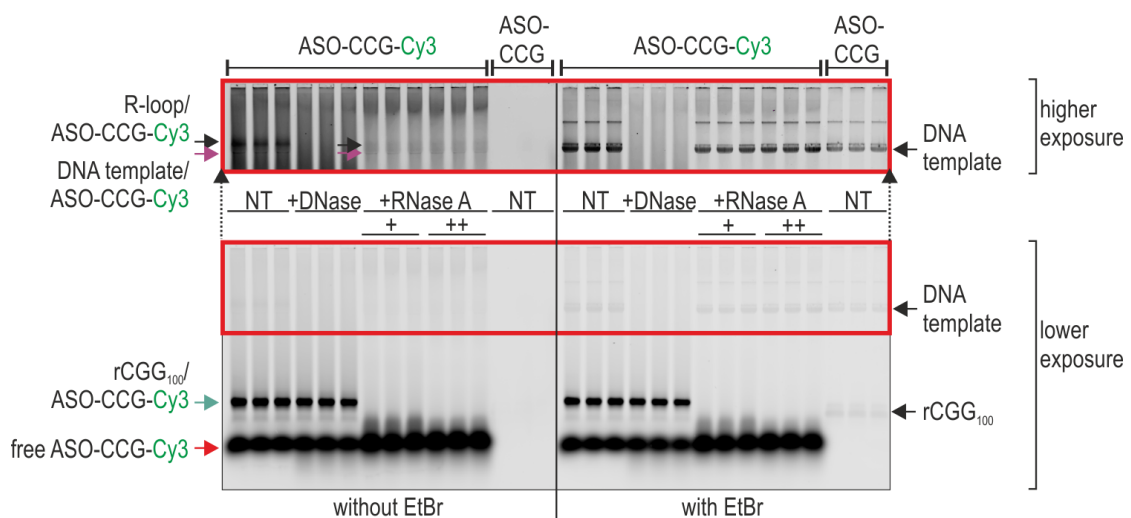 ASO-CCG-Cy3
ASO-
CCG
ASO-CCG-Cy3
ASO-
CCG
R-loop/
ASO-CCG-Cy3
DNA template/
ASO-CCG-Cy3
higher
exposure
DNA
template
NT +DNase +RNase A NT NT +DNase +RNase A NT
+ ++ + ++
DNA
template
lower
exposure
rCGG100/
ASO-CCG-Cy3
rCGG100
free ASO-CCG-Cy3
without EtBr with EtBr